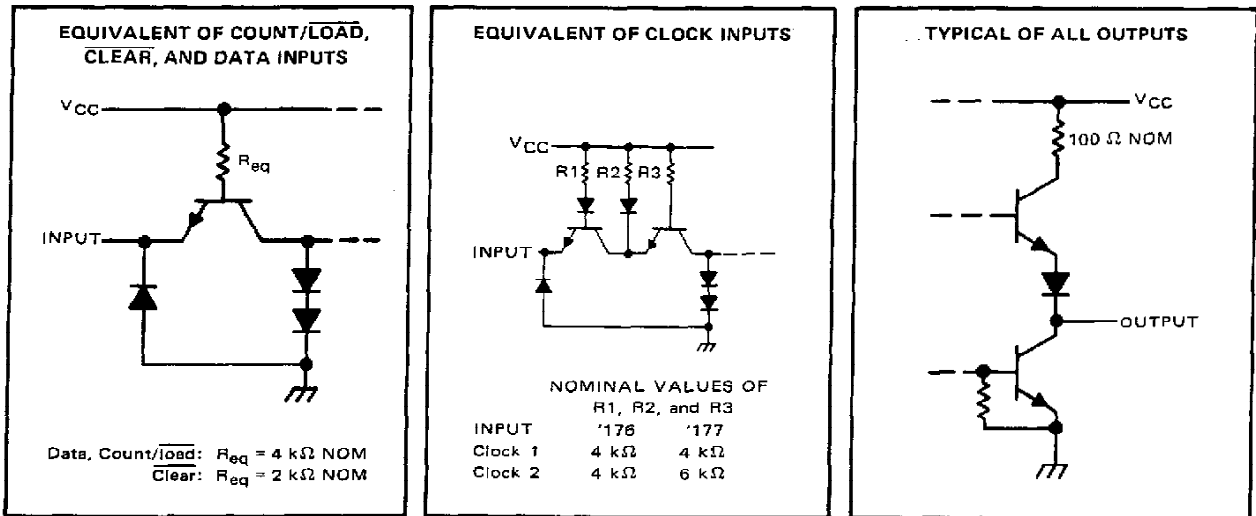 EQUIVALENT OF COUNT/LOAD,
CLEAR, AND DATA INPUTS
VCC
Req
INPUT
Data, Count/load: Req = 4 kΩ NOM
Clear: Req = 2 kΩ NOM
EQUIVALENT OF CLOCK INPUTS
VCC
R1 R2 R3
INPUT
NOMINAL VALUES OF
R1, R2, and R3
INPUT '176 '177
Clock 1 4 kΩ 4 kΩ
Clock 2 4 kΩ 6 kΩ
TYPICAL OF ALL OUTPUTS
VCC
100 Ω NOM
OUTPUT